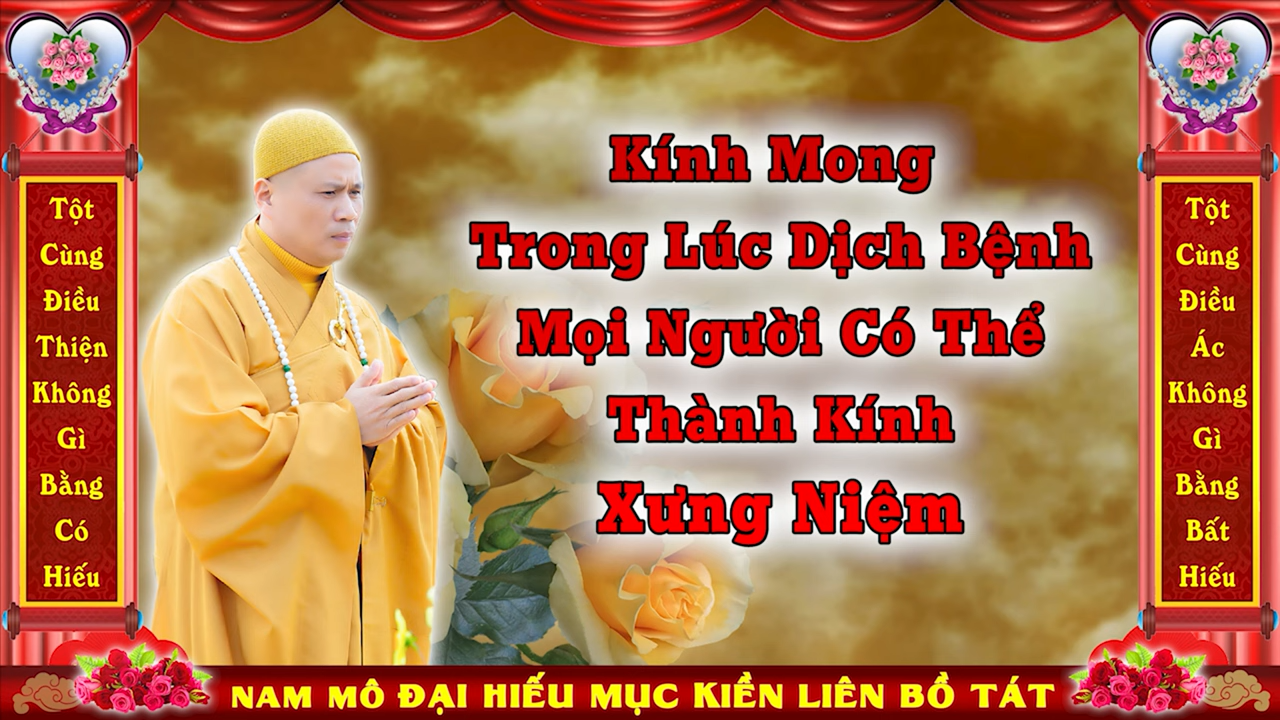 Tột
Cùng
Điều
Thiện
Không
Gì
Bằng
Có
Hiếu
Kính Mong
Trong Lúc Dịch Bệnh
Mọi Người Có Thể
Thành Kính
Xưng Niệm
Tột
Cùng
Điều
Ác
Không
Gì
Bằng
Bất
Hiếu
NAM MÔ ĐẠI HIẾU MỤC KIỀN LIÊN BỒ TÁT